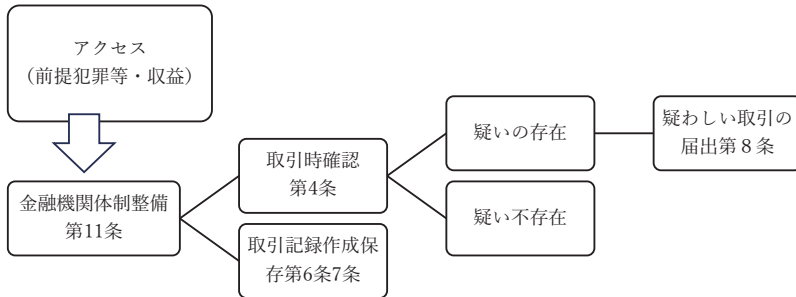 アクセス
（前提犯罪等・収益）
金融機関体制整備
第11条
取引時確認
第4条
取引記録作成保
存第6条7条
疑いの存在
疑い不存在
疑わしい取引の
届出第８条